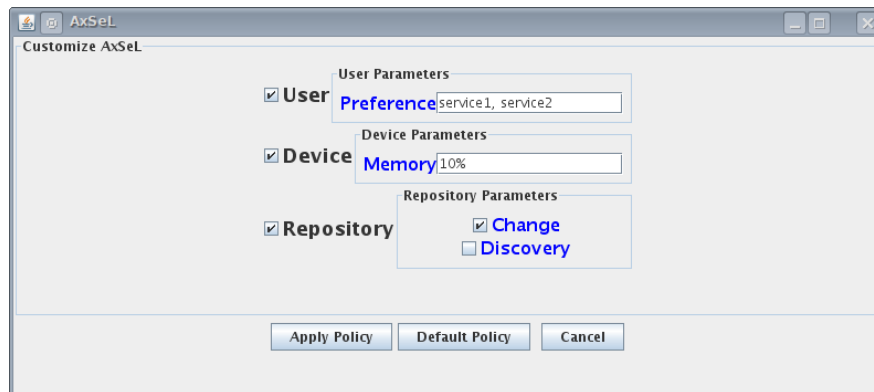 AxSeL
Customize AxSeL
User Parameters
User
Preference service1, service2
Device Parameters
Device
Memory 10%
Repository Parameters
Repository
Change
Discovery
Apply Policy Default Policy Cancel